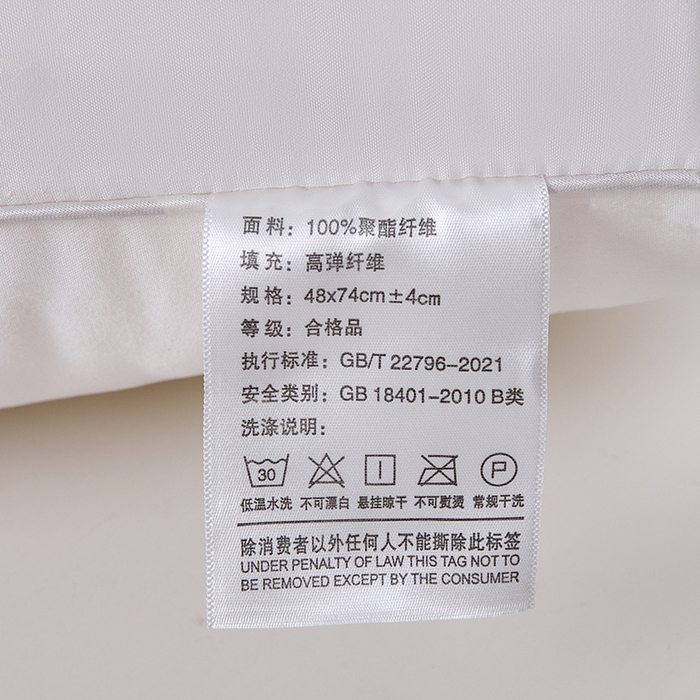 面料：100%聚酯纤维
填充：高弹纤维
规格：48x74cm±4cm
等级：合格品
执行标准：GB/T 22796-2021
安全类别：GB 18401-2010 B类
洗涤说明：
30 P
低温水洗 不可漂白 悬挂晾干 不可熨烫 常规干洗
除消费者以外任何人不能撕除此标签
UNDER PENALTY OF LAW THIS TAG NOT TO
BE REMOVED EXCEPT BY THE CONSUMER